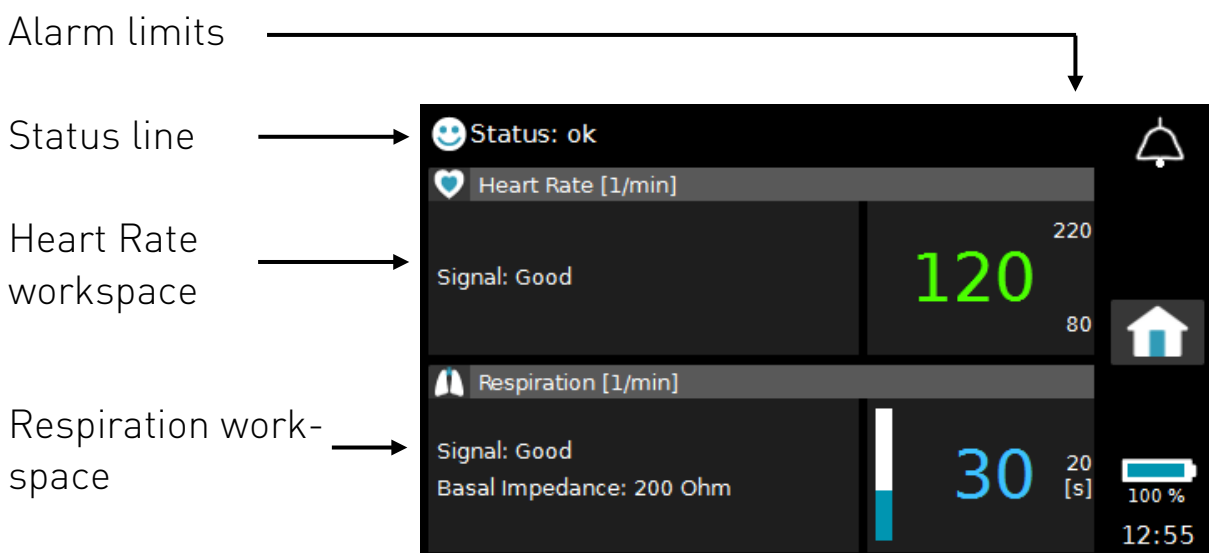 Alarm limits
Status line
Heart Rate
workspace
Respiration work-
space
Status: ok
Heart Rate [1/min]
Signal: Good
120
220
80
Respiration [1/min]
Signal: Good
Basal Impedance: 200 Ohm
30
20
[s]
100 %
12:55